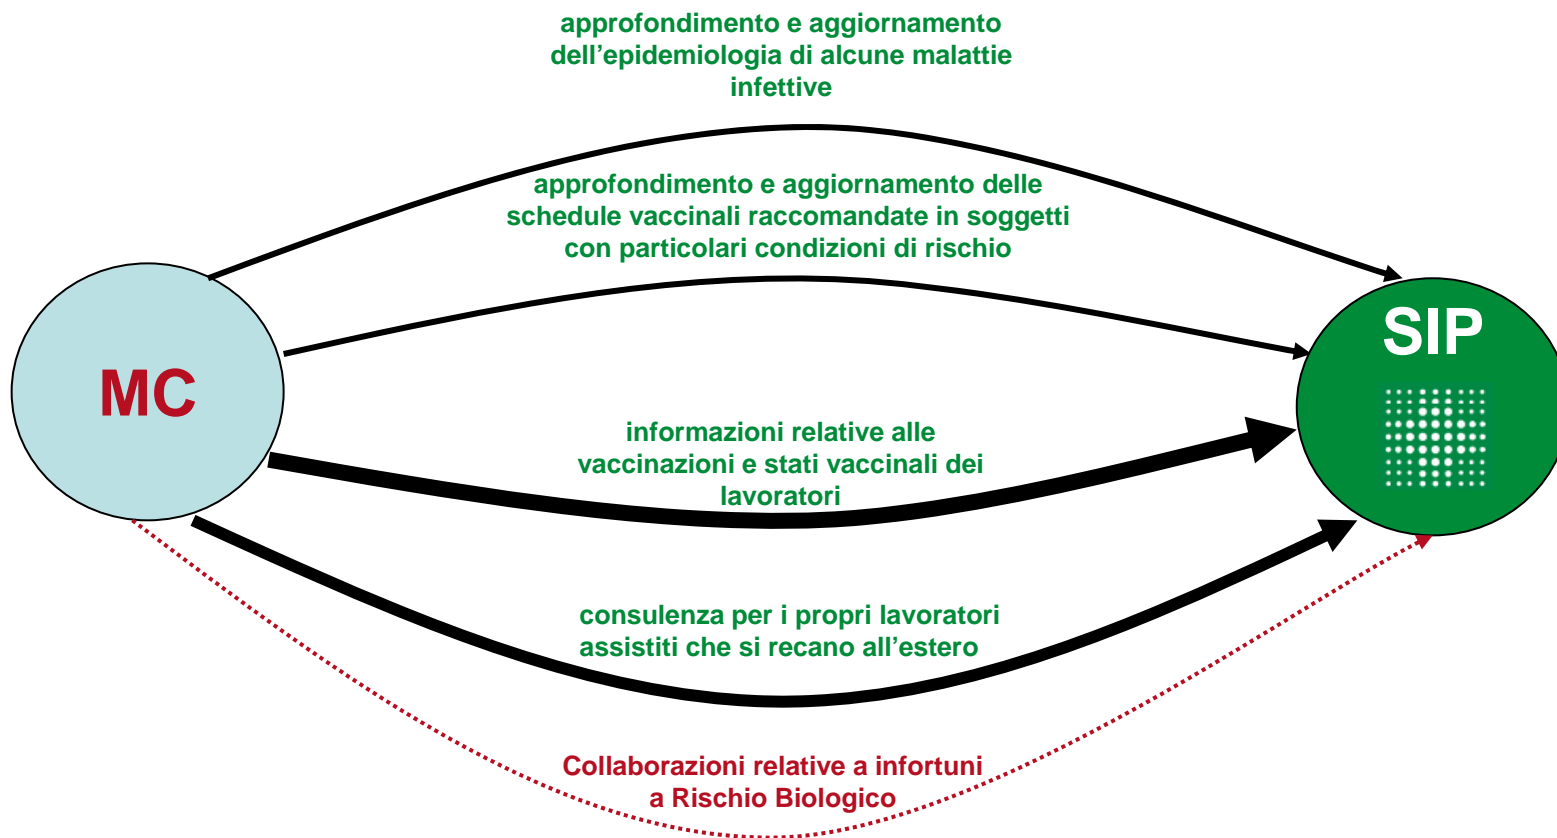 approfondimento e aggiornamento
dell’epidemiologia di alcune malattie
infettive
approfondimento e aggiornamento delle
schedule vaccinali raccomandate in soggetti
con particolari condizioni di rischio
SIP
MC
informazioni relative alle
vaccinazioni e stati vaccinali dei
lavoratori
consulenza per i propri lavoratori
assistiti che si recano all’estero
Collaborazioni relative a infortuni
a Rischio Biologico